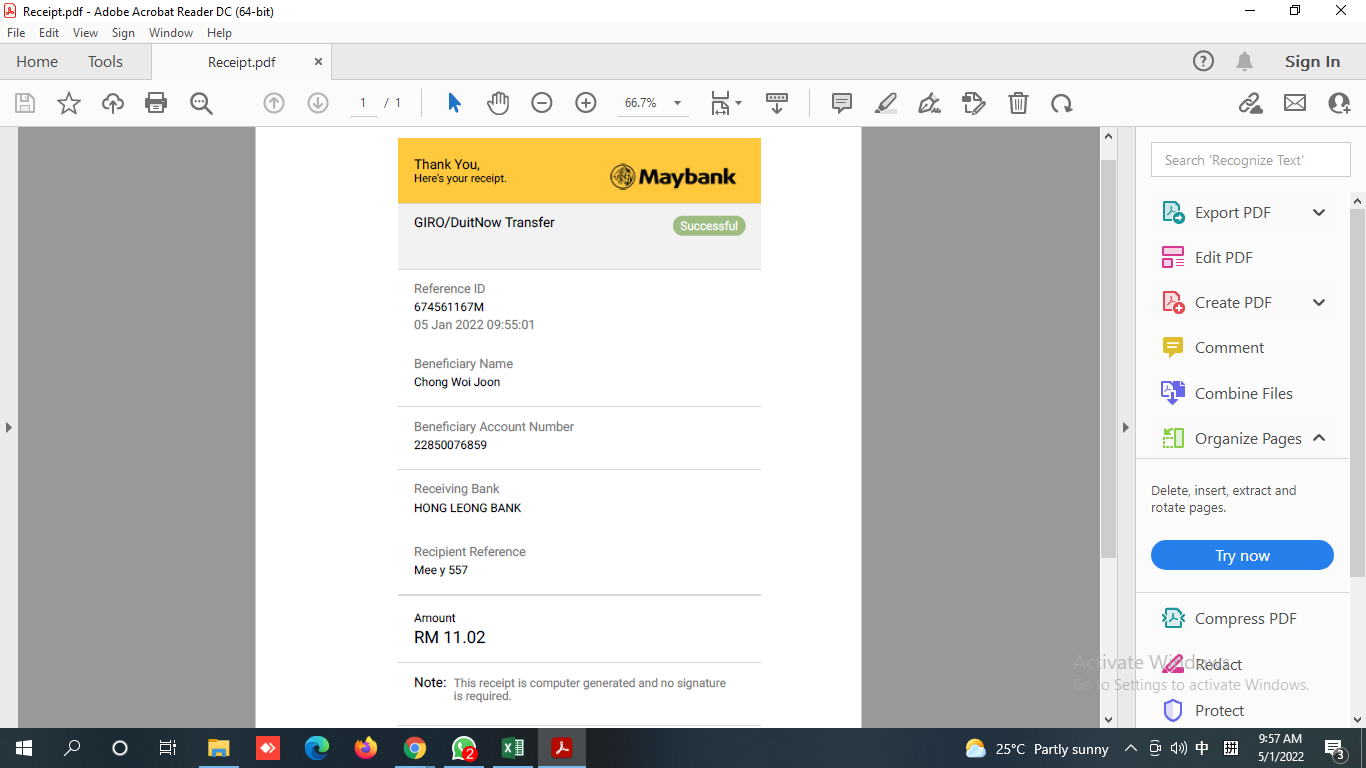 Receipt.pdf - Adobe Acrobat Reader DC (64-bit)
File Edit View Sign Window Help
Home Tools Receipt.pdf × Sign In
1 / 1 66.7%
Thank You,
Here's your receipt.
Maybank
GIRO/DuitNow Transfer
Successful
Reference ID
674561167M
05 Jan 2022 09:55:01
Beneficiary Name
Chong Woi Joon
Beneficiary Account Number
22850076859
Receiving Bank
HONG LEONG BANK
Recipient Reference
Mee y 557
Amount
RM 11.02
Note: This receipt is computer generated and no signature
is required.
Search 'Recognize Text'
Export PDF
Edit PDF
Create PDF
Comment
Combine Files
Organize Pages
Delete, insert, extract and
rotate pages.
Try now
Compress PDF
Redact
Protect
Activate Windows
Go to Settings to activate Windows.
2
25°C Partly sunny
中
9:57 AM
5/1/2022
3